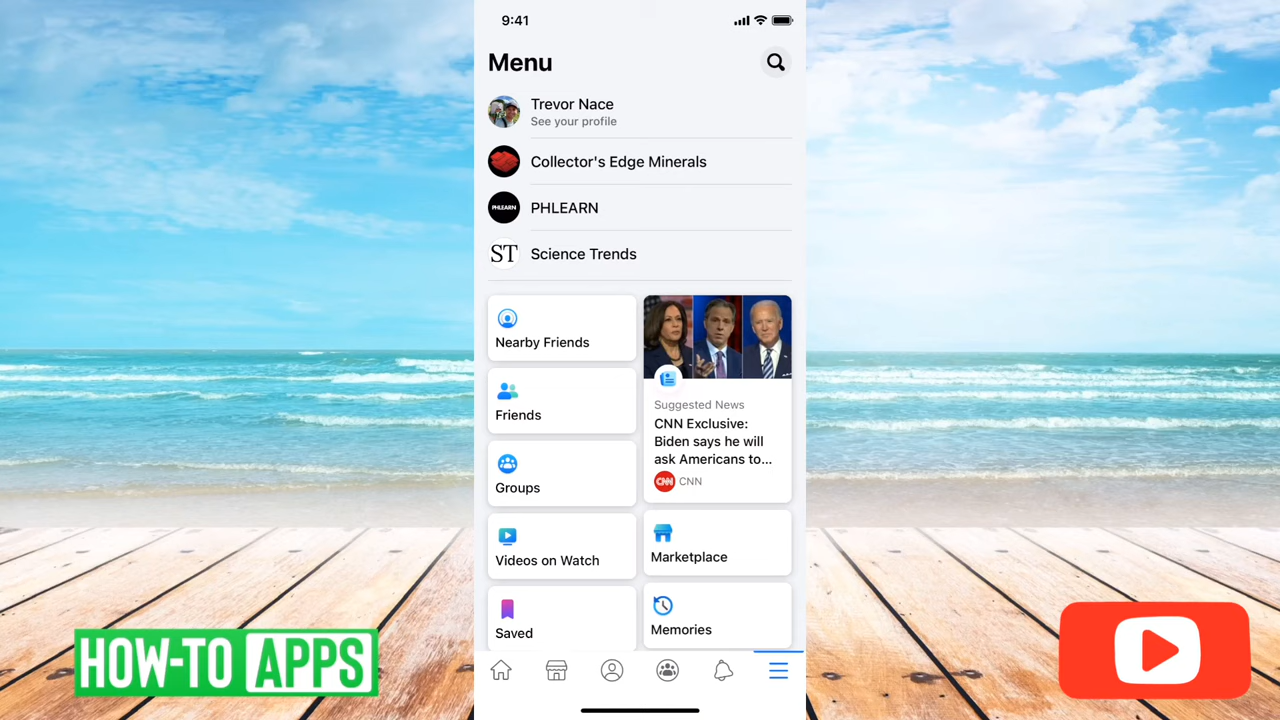 9:41
Menu
Trevor Nace
See your profile
Collector's Edge Minerals
PHLEARN
PHLEARN
ST
Science Trends
Nearby Friends
Friends
Groups
Videos on Watch
Saved
Suggested News
CNN Exclusive:
Biden says he will
ask Americans to...
CNN
CNN
Marketplace
Memories
HOW-TO APPS